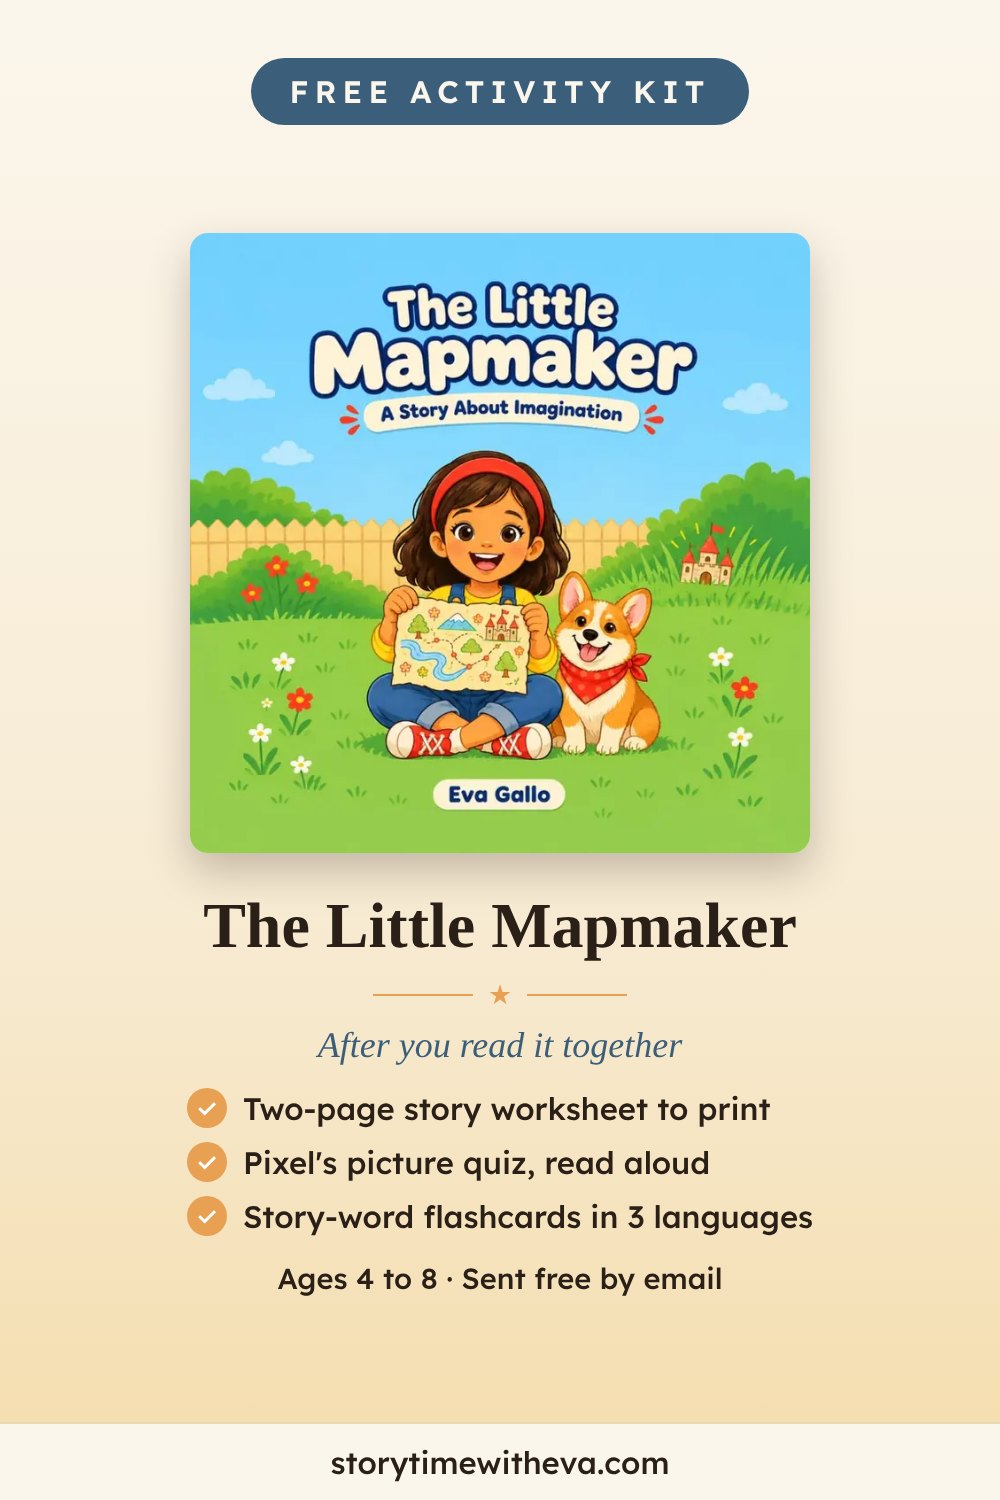 FREE ACTIVITY KIT
The Little
Mapmaker
A Story About Imagination
Eva Gallo
The Little Mapmaker
After you read it together
Two-page story worksheet to print
Pixel's picture quiz, read aloud
Story-word flashcards in 3 languages
Ages 4 to 8 · Sent free by email
storytimewitheva.com